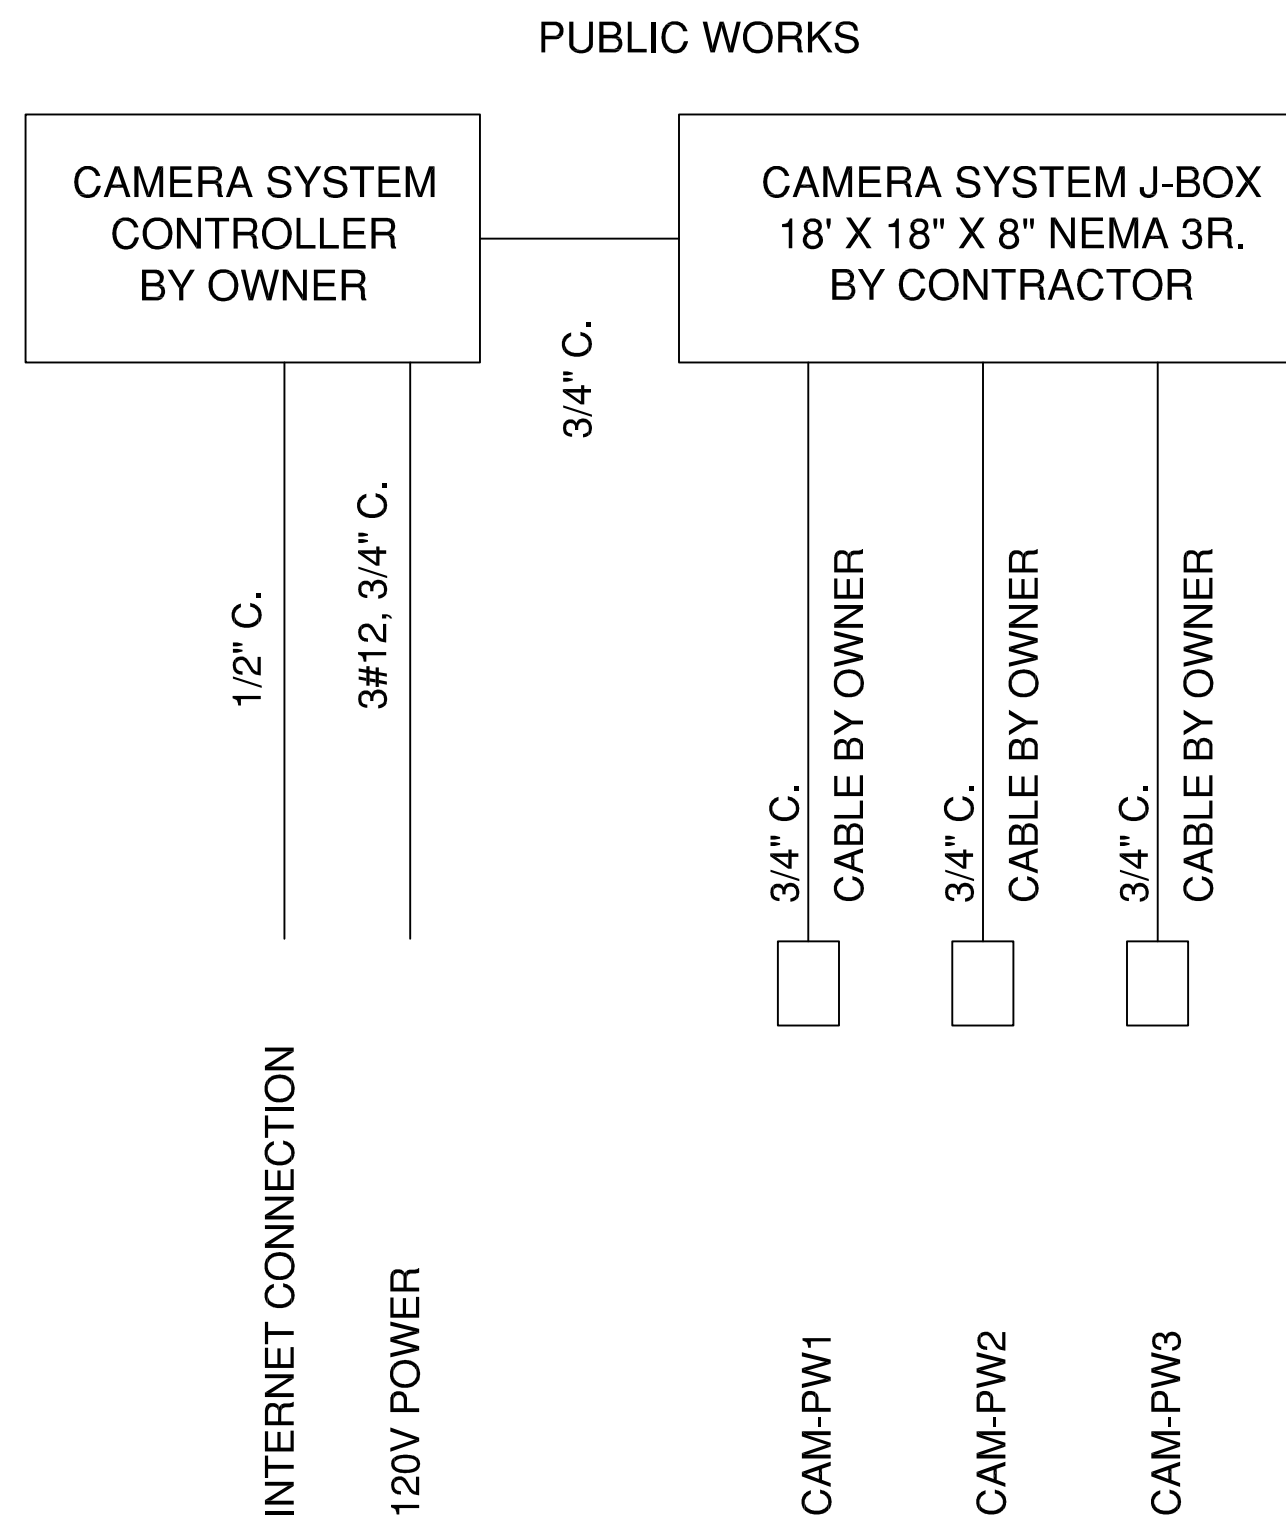 PUBLIC WORKS
CAMERA SYSTEM
CONTROLLER
BY OWNER
CAMERA SYSTEM J-BOX
18' X 18" X 8" NEMA 3R.
BY CONTRACTOR
3/4" C.
1/2" C.
3#12, 3/4" C.
3/4" C.
CABLE BY OWNER
3/4" C.
CABLE BY OWNER
3/4" C.
CABLE BY OWNER
INTERNET CONNECTION
120V POWER
CAM-PW1
CAM-PW2
CAM-PW3